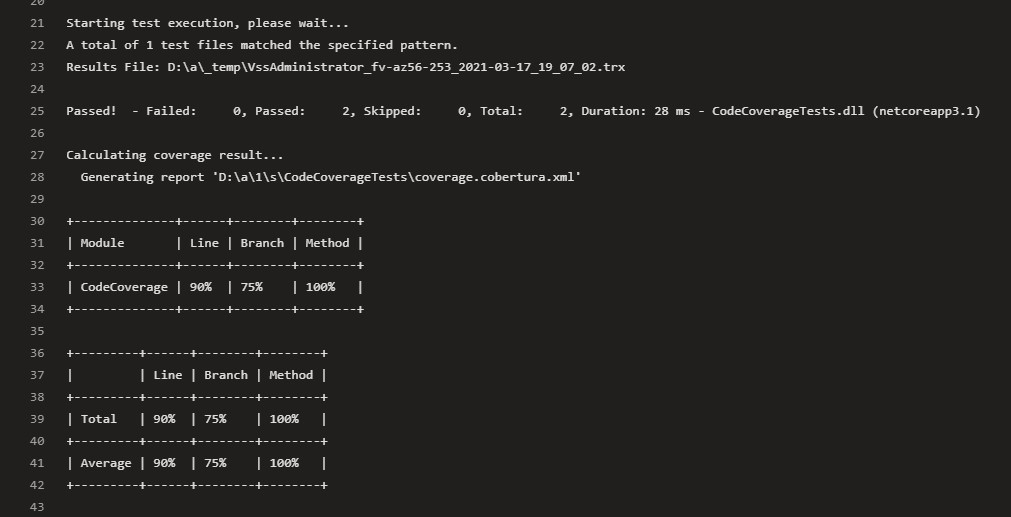 20
21 Starting test execution, please wait...
22 A total of 1 test files matched the specified pattern.
23 Results File: D:\a\_temp\VssAdministrator_fv-az56-253_2021-03-17_19_07_02.trx
24
25 Passed!  - Failed:     0, Passed:     2, Skipped:     0, Total:     2, Duration: 28 ms - CodeCoverageTests.dll (netcoreapp3.1)
26
27 Calculating coverage result...
28   Generating report 'D:\a\1\s\CodeCoverageTests\coverage.cobertura.xml'
29
30 +--------------+------+--------+--------+
31 | Module       | Line | Branch | Method |
32 +--------------+------+--------+--------+
33 | CodeCoverage | 90%  | 75%    | 100%   |
34 +--------------+------+--------+--------+
35
36 +---------+------+--------+--------+
37 |         | Line | Branch | Method |
38 +---------+------+--------+--------+
39 | Total   | 90%  | 75%    | 100%   |
40 +---------+------+--------+--------+
41 | Average | 90%  | 75%    | 100%   |
42 +---------+------+--------+--------+
43